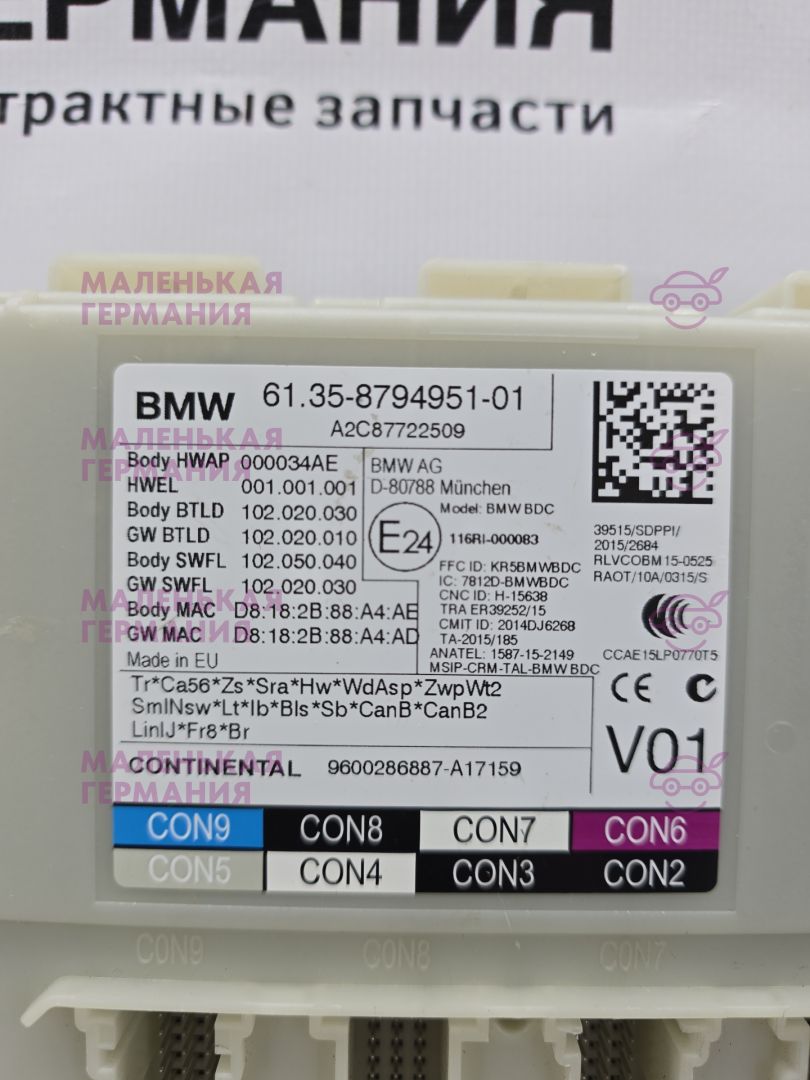 ЕРМАНИЯ
трактные запчасти
МАЛЕНЬКАЯ
ГЕРМАНИЯ
BMW 61.35-8794951-01
A2C87722509
МАЛЕНЬКАЯ
ГЕРМАНИЯ
Body HWAP 000034AE
HWEL 001.001.001
Body BTLD 102.020.030
GW BTLD 102.020.010
Body SWFL 102.050.040
GW SWFL 102.020.030
Body MAC D8:18:2B:88:A4:AE
GW MAC D8:18:2B:88:A4:AD
Made in EU
BMW AG
D-80788 München
Model: BMW BDC
E24 116RI-000083
FFC ID: KR5BMWBDC
IC: 7812D-BMWBDC
CNC ID: H-15638
TRA ER39252/15
CMIT ID: 2014DJ6268
TA-2015/185
ANATEL: 1587-15-2149
MSIP-CRM-TAL-BMW BDC
39515/SDPPI/
2015/2684
RLVCOBM15-0525
RAOT/10A/0315/S
CCAE15LP0770T5
CE
МАЛЕНЬКАЯ
ГЕРМАНИЯ
Tr*Ca56*Zs*Sra*Hw*WdAsp*ZwpWt2
SmlNsw*Lt*Ib*Bls*Sb*CanB*CanB2
LinIJ*Fr8*Br
V01
МАЛЕНЬКАЯ
ГЕРМАНИЯ
CONTINENTAL 9600286887-A17159
CON9 CON8 CON7 CON6
CON5 CON4 CON3 CON2
CON9 CON8 CON7